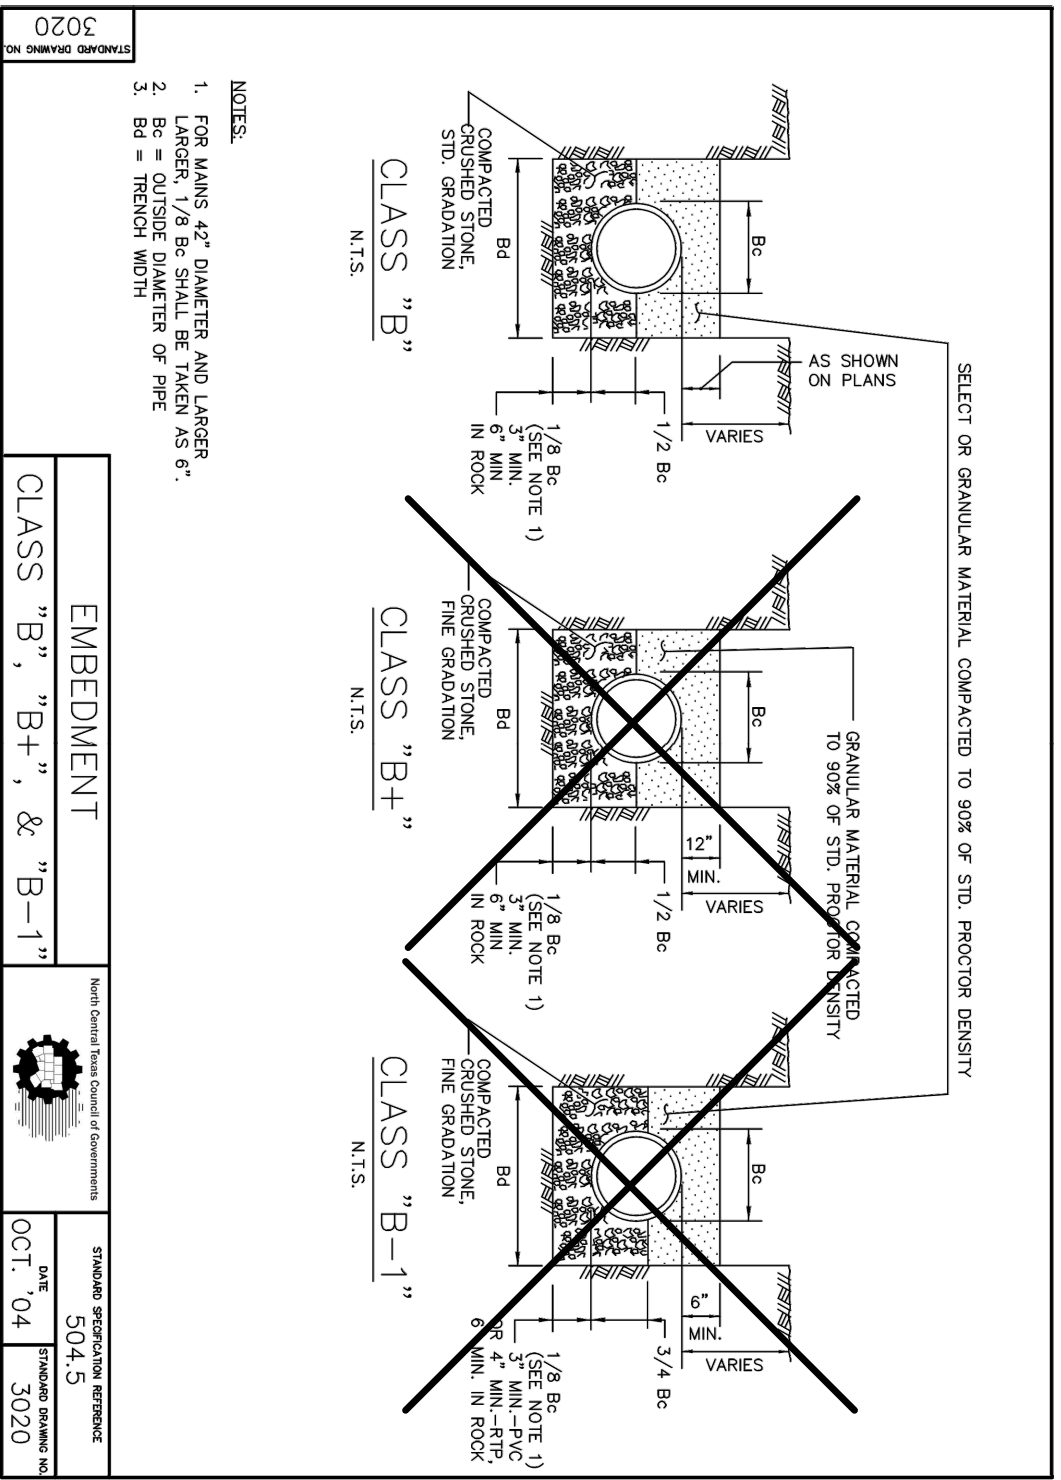 SELECT OR GRANULAR MATERIAL COMPACTED TO 90% OF STD. PROCTOR DENSITY
AS SHOWN
ON PLANS
VARIES
Bc
1/2 Bc
1/8 Bc
(SEE NOTE 1)
3" MIN.
6" MIN
IN ROCK
Bd
COMPACTED
CRUSHED STONE,
STD. GRADATION
CLASS "B"
N.T.S.
GRANULAR MATERIAL COMPACTED
TO 90% OF STD. PROCTOR DENSITY
12"
MIN.
VARIES
Bc
1/2 Bc
1/8 Bc
(SEE NOTE 1)
3" MIN.
6" MIN
IN ROCK
Bd
COMPACTED
CRUSHED STONE,
FINE GRADATION
CLASS "B+"
N.T.S.
6"
MIN.
VARIES
Bc
3/4 Bc
1/8 Bc
(SEE NOTE 1)
3" MIN.-PVC
OR 4" MIN.-RTP,
6" MIN. IN ROCK
Bd
COMPACTED
CRUSHED STONE,
FINE GRADATION
CLASS "B-1"
N.T.S.
NOTES:
1. FOR MAINS 42" DIAMETER AND LARGER
LARGER, 1/8 Bc SHALL BE TAKEN AS 6".
2. Bc = OUTSIDE DIAMETER OF PIPE
3. Bd = TRENCH WIDTH
STANDARD DRAWING NO.
3020
EMBEDMENT
CLASS "B", "B+", & "B-1"
North Central Texas Council of Governments
STANDARD SPECIFICATION REFERENCE
504.5
DATE
OCT. '04
STANDARD DRAWING NO.
3020